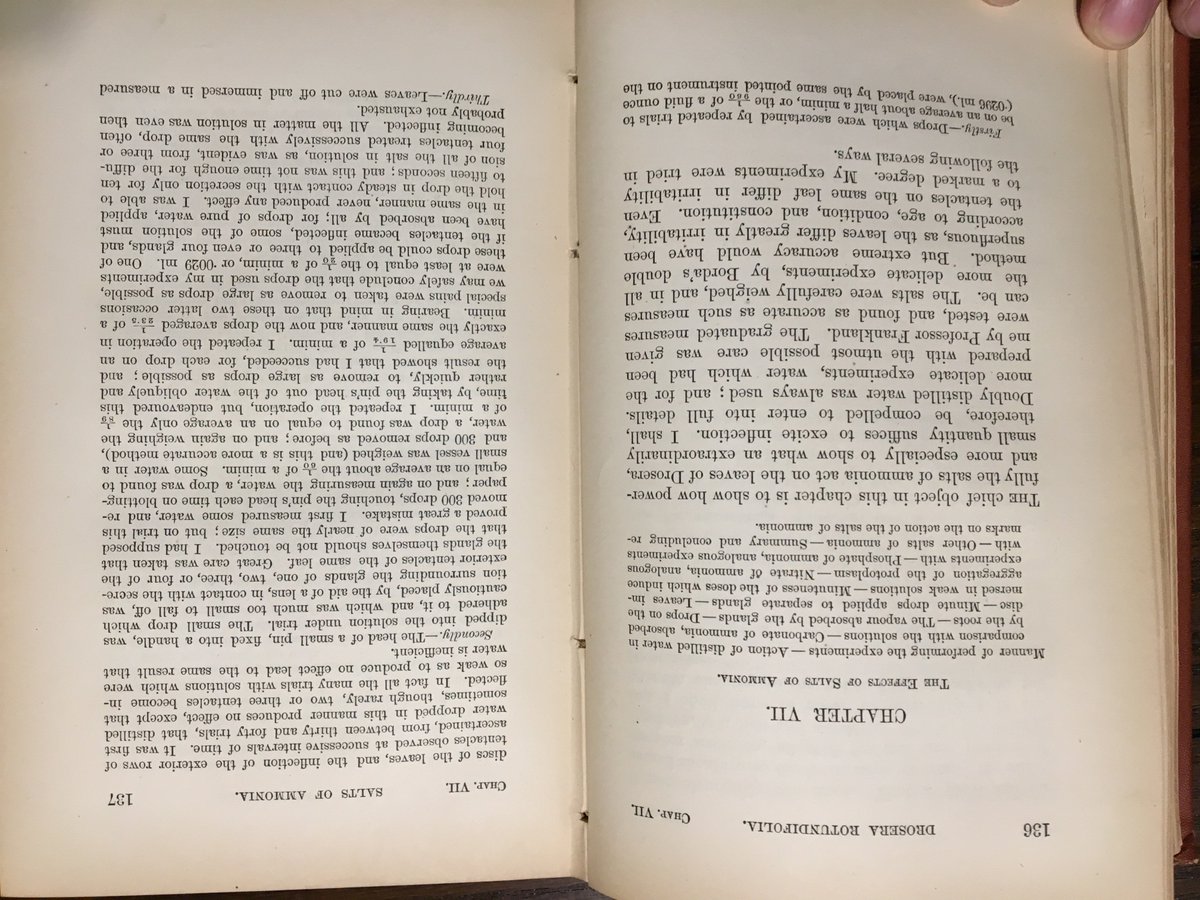 136 DROSERA ROTUNDIFOLIA. CHAP. VII.
CHAPTER VII.
THE EFFECTS OF SALTS OF AMMONIA.
Manner of performing the experiments — Action of distilled water in
comparison with the solutions — Carbonate of ammonia, absorbed
by the roots — The vapour absorbed by the glands — Drops on the
disc — Minute drops applied to separate glands — Leaves im-
mersed in weak solutions — Minuteness of the doses which induce
aggregation of the protoplasm — Nitrate of ammonia, analogous
experiments with — Phosphate of ammonia, analogous experiments
with — Other salts of ammonia — Summary and concluding re-
marks on the action of the salts of ammonia.
THE chief object in this chapter is to show how power-
fully the salts of ammonia act on the leaves of Drosera,
and more especially to show what an extraordinarily
small quantity suffices to excite inflection. I shall,
therefore, be compelled to enter into full details.
Doubly distilled water was always used; and for the
more delicate experiments, water which had been
prepared with the utmost possible care was given
me by Professor Frankland. The graduated measures
were tested, and found as accurate as such measures
can be. The salts were carefully weighed, and in all
the more delicate experiments, by Borda's double
method. But extreme accuracy would have been
superfluous, as the leaves differ greatly in irritability,
according to age, condition, and constitution. Even
the tentacles on the same leaf differ in irritability
to a marked degree. My experiments were tried in
the following several ways.
Firstly.—Drops which were ascertained by repeated trials to
be on an average about half a minim, or the 1/960 of a fluid ounce
(·0296 ml.), were placed by the same pointed instrument on the
CHAP. VII. SALTS OF AMMONIA. 137
discs of the leaves, and the inflection of the exterior rows of
tentacles observed at successive intervals of time. It was first
ascertained, from between thirty and forty trials, that distilled
water dropped in this manner produces no effect, except that
sometimes, though rarely, two or three tentacles become in-
flected. In fact all the many trials with solutions which were
so weak as to produce no effect lead to the same result that
water is inefficient.
Secondly.—The head of a small pin, fixed into a handle, was
dipped into the solution under trial. The small drop which
adhered to it, and which was much too small to fall off, was
cautiously placed, by the aid of a lens, in contact with the secre-
tion surrounding the glands of one, two, three, or four of the
exterior tentacles of the same leaf. Great care was taken that
the glands themselves should not be touched. I had supposed
that the drops were of nearly the same size; but on trial this
proved a great mistake. I first measured some water, and re-
moved 300 drops, touching the pin's head each time on blotting-
paper; and on again measuring the water, a drop was found to
equal on an average about the 1/60 of a minim. Some water in a
small vessel was weighed (and this is a more accurate method),
and 300 drops removed as before; and on again weighing the
water, a drop was found to equal on an average only the 1/89
of a minim. I repeated the operation, but endeavoured this
time, by taking the pin's head out of the water obliquely and
rather quickly, to remove as large drops as possible; and
the result showed that I had succeeded, for each drop on an
average equalled 1/19·4 of a minim. I repeated the operation in
exactly the same manner, and now the drops averaged 1/23·5 of a
minim. Bearing in mind that on these two latter occasions
special pains were taken to remove as large drops as possible,
we may safely conclude that the drops used in my experiments
were at least equal to the 1/20 of a minim, or ·0029 ml. One of
these drops could be applied to three or even four glands, and
if the tentacles became inflected, some of the solution must
have been absorbed by all; for drops of pure water, applied
in the same manner, never produced any effect. I was able to
hold the drop in steady contact with the secretion only for ten
to fifteen seconds; and this was not time enough for the diffu-
sion of all the salt in solution, as was evident, from three or
four tentacles treated successively with the same drop, often
becoming inflected. All the matter in solution was even then
probably not exhausted.
Thirdly.—Leaves were cut off and immersed in a measured